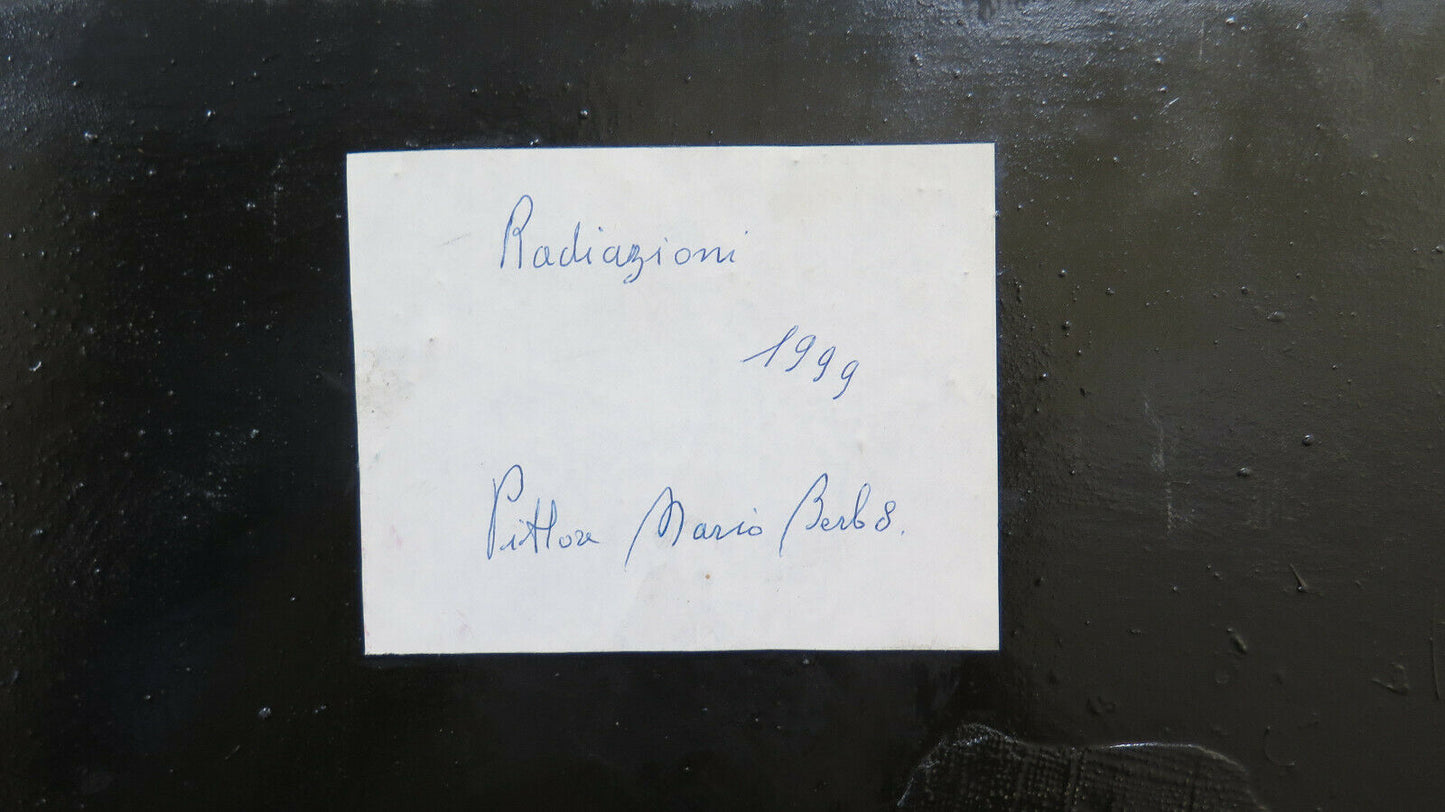 Radiazioni
1999
Pittore Mario Berb8.